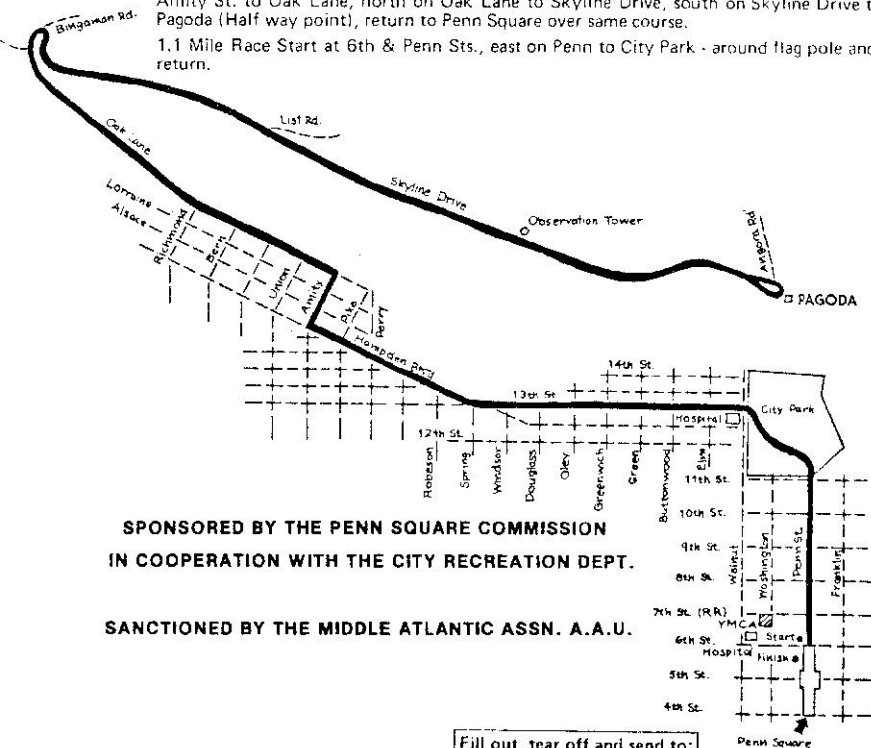 Amity St. to Oak Lane, north on Oak Lane to Skyline Drive, south on Skyline Drive t
Pagoda (Half way point), return to Penn Square over same course.
1.1 Mile Race Start at 6th & Penn Sts., east on Penn to City Park - around flag pole and
return.
Bingaman Rd.
List Rd.
Oak Lane
Skyline Drive
Observation Tower
Angora Rd
PAGODA
Lorraine
Alsace
Richmond
Bern
Union
Amity
Pike
Perry
Hampden Blvd
14th St.
13th St
City Park
Hospital
12th St.
Robeson
Spring
Windsor
Douglass
Oley
Greenwich
Green
Buttonwood
Elm
11th St.
10th St.
9th St.
8th St.
7th St. (RR)
YMCA
6th St.
Start
Hospital
Finish
5th St.
4th St.
Walnut
Washington
Penn St.
Franklin
Penn Square
SPONSORED BY THE PENN SQUARE COMMISSION
IN COOPERATION WITH THE CITY RECREATION DEPT.
SANCTIONED BY THE MIDDLE ATLANTIC ASSN. A.A.U.
Fill out, tear off and send to: